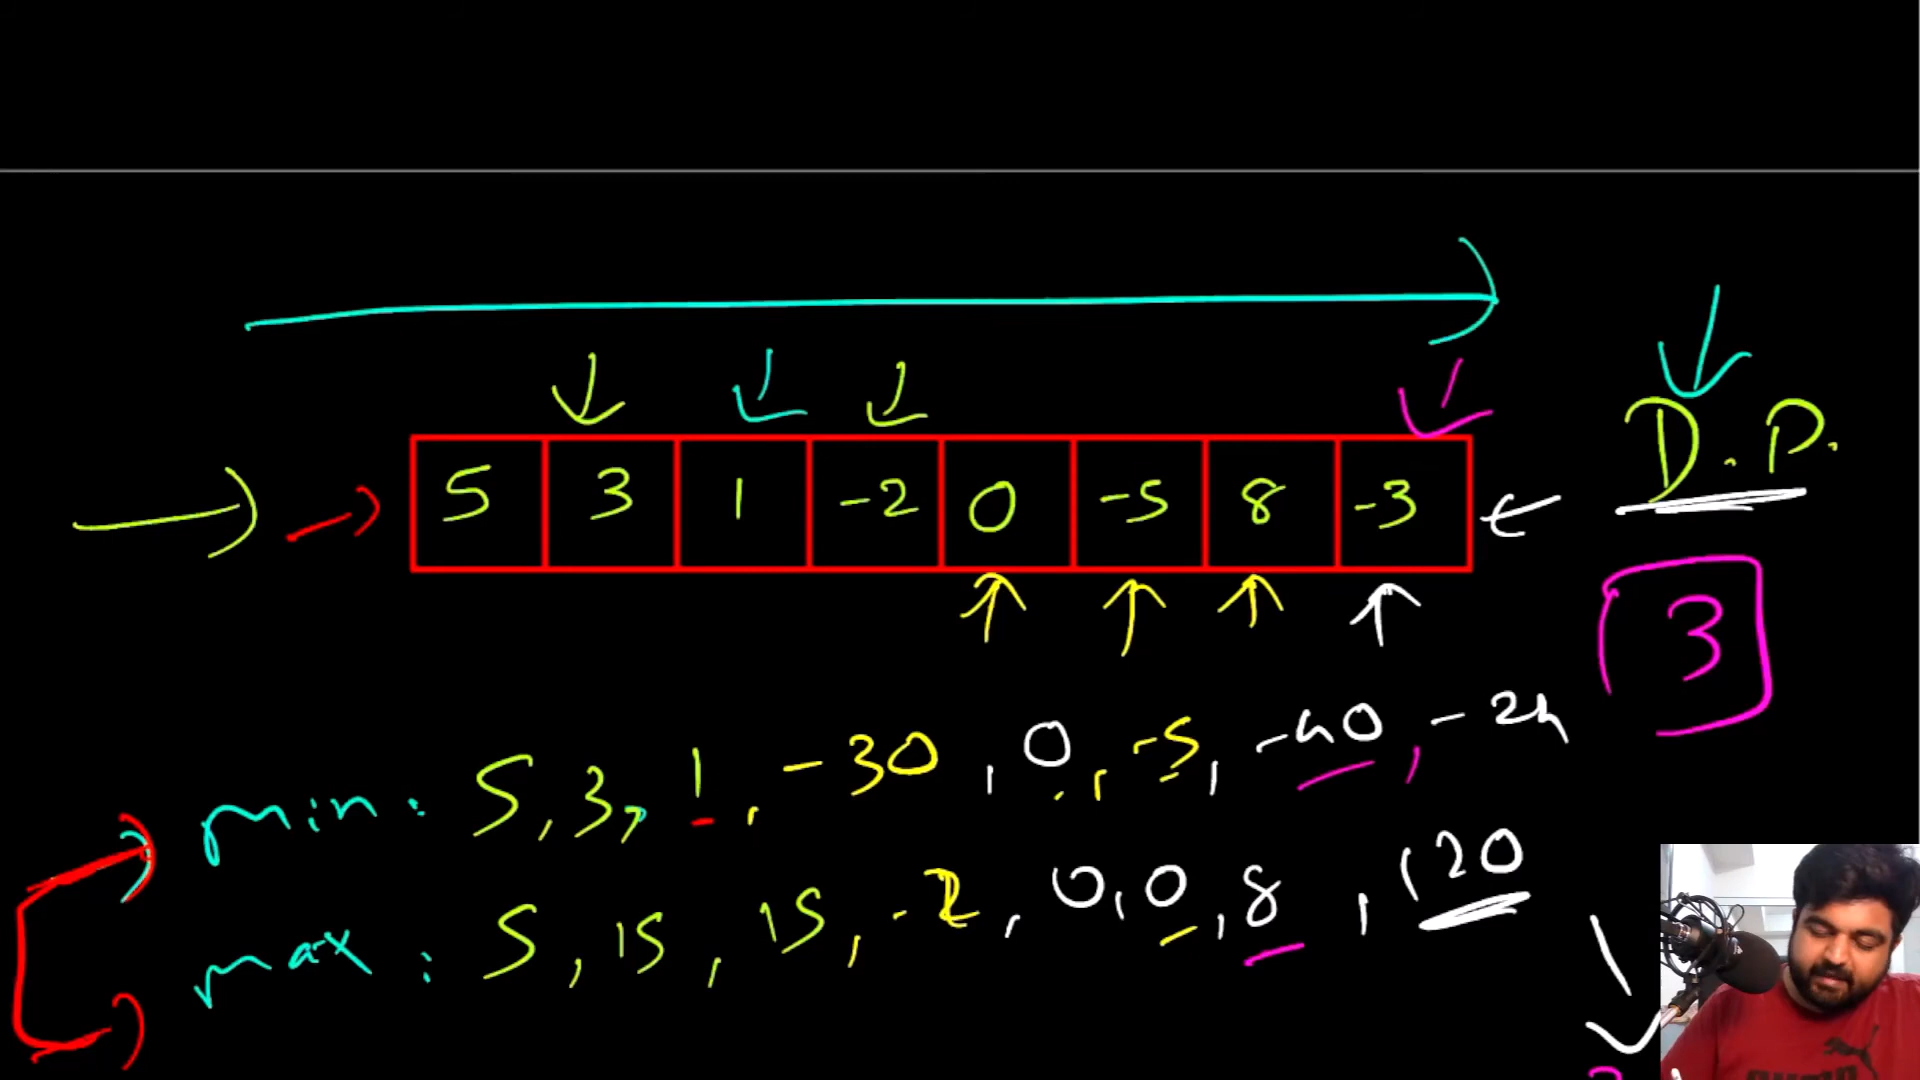 D.P.
5 3 1 -2 0 -5 8 -3
3
min: 5, 3, 1, -30, 0, -5, -40, -24
max: 5, 15, 15, -2, 0, 0, 8, 120